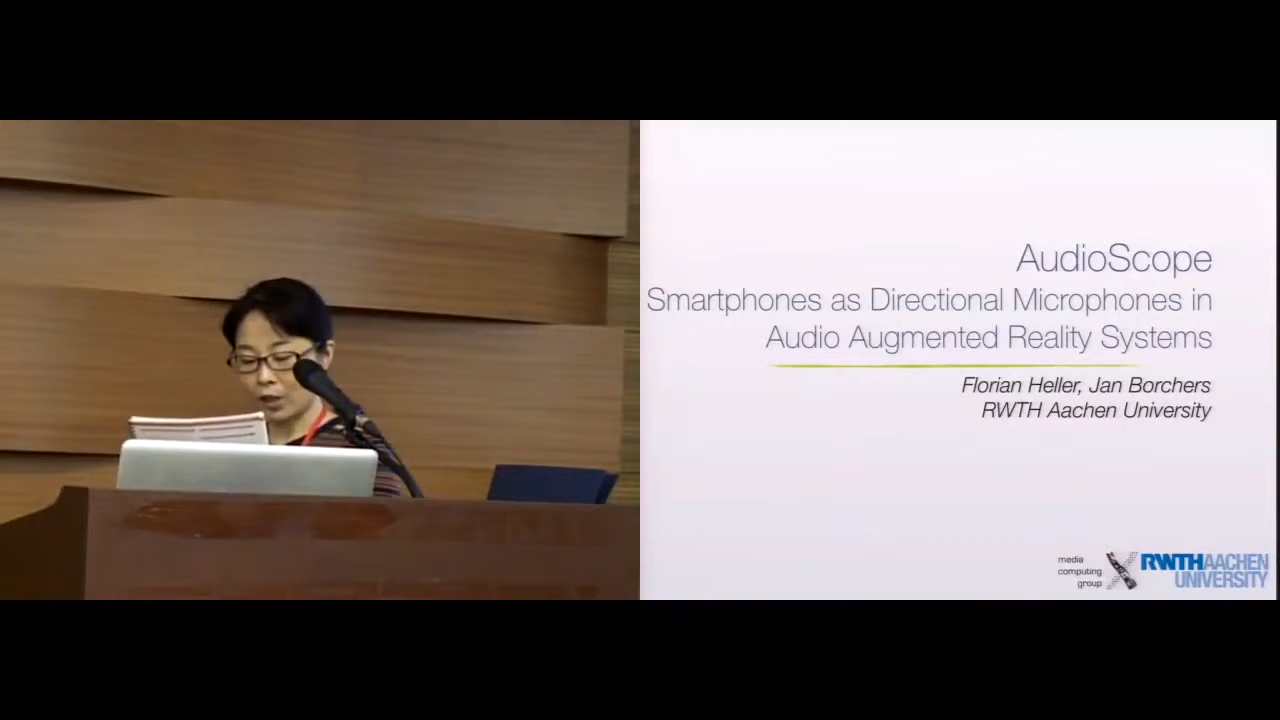 AudioScope
Smartphones as Directional Microphones in
Audio Augmented Reality Systems
Florian Heller, Jan Borchers
RWTH Aachen University
media
computing
group
RWTHAACHEN
UNIVERSITY